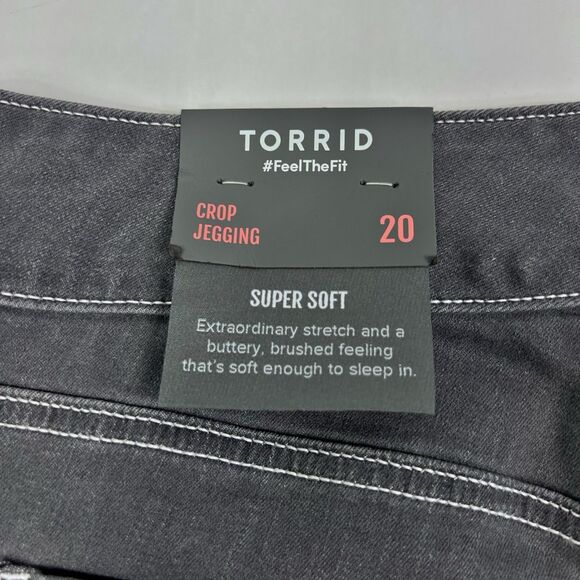 TORRID
#FeelTheFit
CROP
JEGGING
20
SUPER SOFT
Extraordinary stretch and a
buttery, brushed feeling
that's soft enough to sleep in.